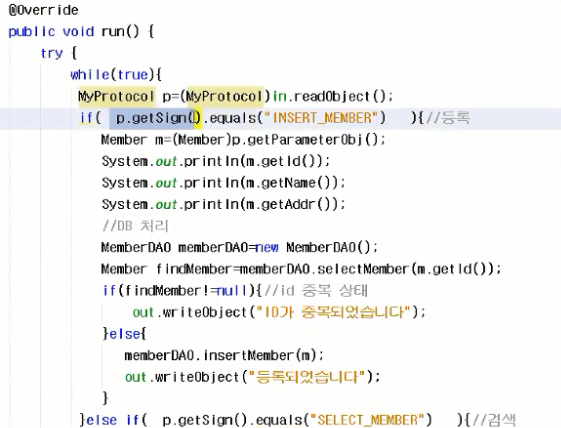 @Override
public void run() {
try {
while(true){
MyProtocol p=(MyProtocol)in.readObject();
if( p.getSign().equals("INSERT_MEMBER") ){//등록
Member m=(Member)p.getParameterObj();
System.out.println(m.getId());
System.out.println(m.getName());
System.out.println(m.getAddr());
//DB 처리
MemberDAO memberDAO=new MemberDAO();
Member findMember=memberDAO.selectMember(m.getId());
if(findMember!=null){//id 중복 상태
out.writeObject("ID가 중복되었습니다");
}else{
memberDAO.insertMember(m);
out.writeObject("등록되었습니다");
}
}else if( p.getSign().equals("SELECT_MEMBER") ){//검색